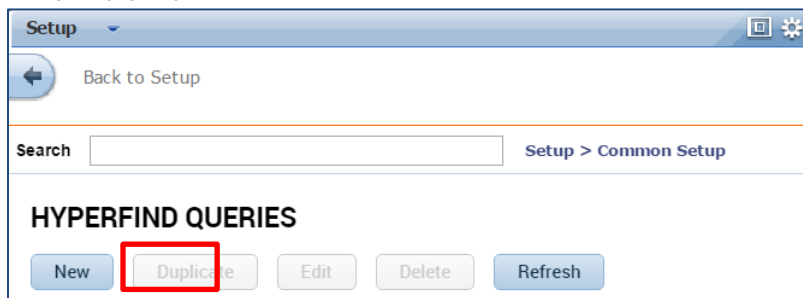 Setup
Back to Setup
Search Setup > Common Setup
HYPERFIND QUERIES
New Duplicate Edit Delete Refresh